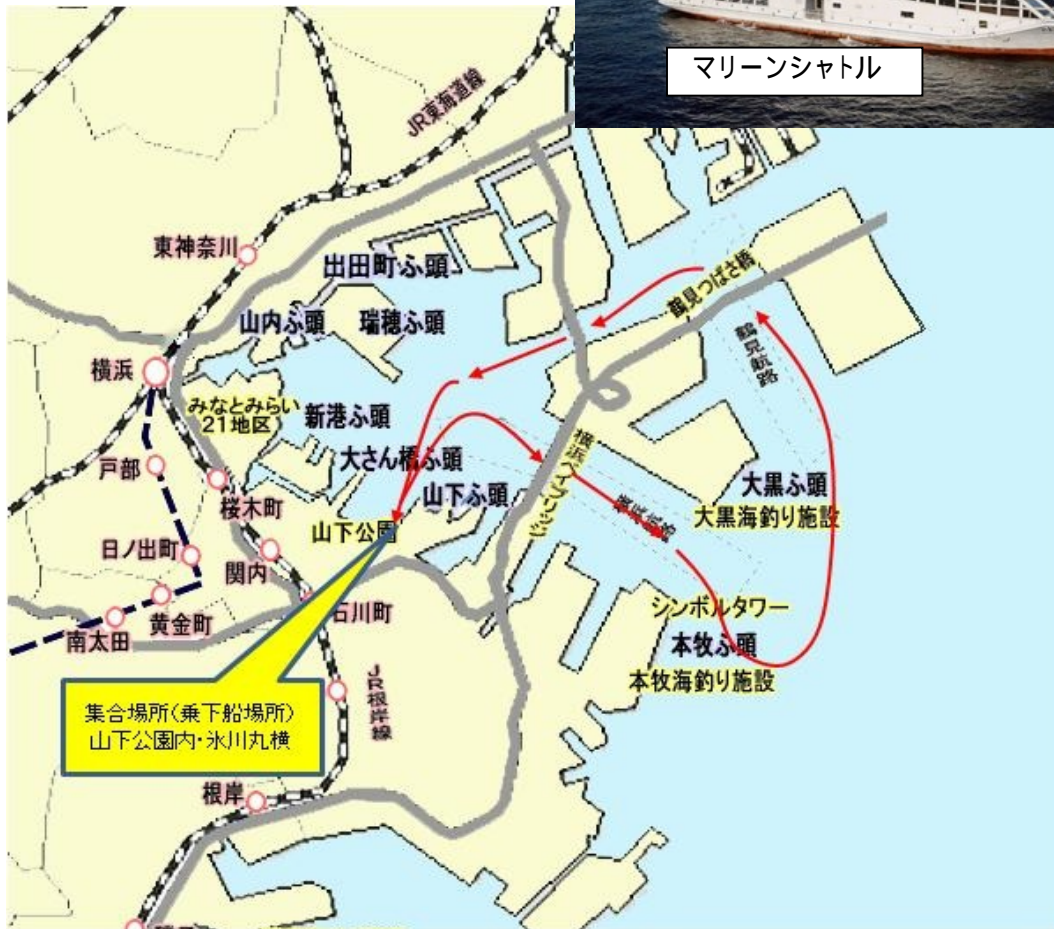 マリーンシャトル
JR東海道線
東神奈川
出田町ふ頭
山内ふ頭
瑞穂ふ頭
鶴見つばさ橋
横浜
鶴見航路
みなとみらい
21地区
新港ふ頭
大さん橋ふ頭
戸部
横浜ベイブリッジ
大黒ふ頭
大黒海釣り施設
桜木町
山下ふ頭
横浜航路
山下公園
日ノ出町
関内
黄金町
石川町
南太田
シンボルタワー
本牧ふ頭
本牧海釣り施設
JR根岸線
集合場所(乗下船場所)
山下公園内・氷川丸横
根岸